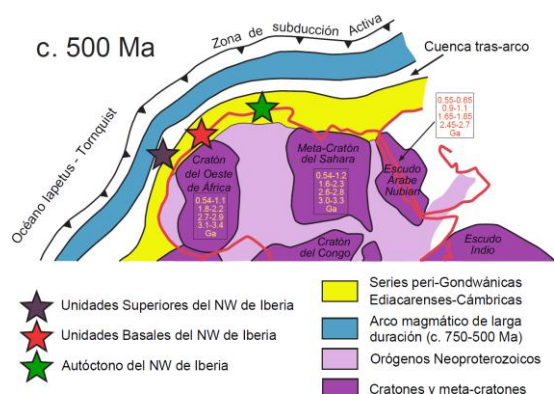 c. 500 Ma
Zona de subducción Activa
Océano Iapetus - Tornquist
Cuenca tras-arco
0.55-0.65
0.9-1.1
1.65-1.85
2.45-2.7
Ga
Cratón
del Oeste
de África
0.54-1.1
1.8-2.2
2.7-2.9
3.1-3.4
Ga
Meta-Cratón
del Sahara
0.54-1.2
1.6-2.3
2.6-2.8
3.0-3.3
Ga
Escudo
Árabe
Nubian
Cratón
del Congo
Escudo
Indio
Unidades Superiores del NW de Iberia
Unidades Basales del NW de Iberia
Autóctono del NW de Iberia
Series peri-Gondwánicas
Ediacarenses-Cámbricas
Arco magmático de larga
duración (c. 750-500 Ma)
Orógenos Neoproterozoicos
Cratones y meta-cratones